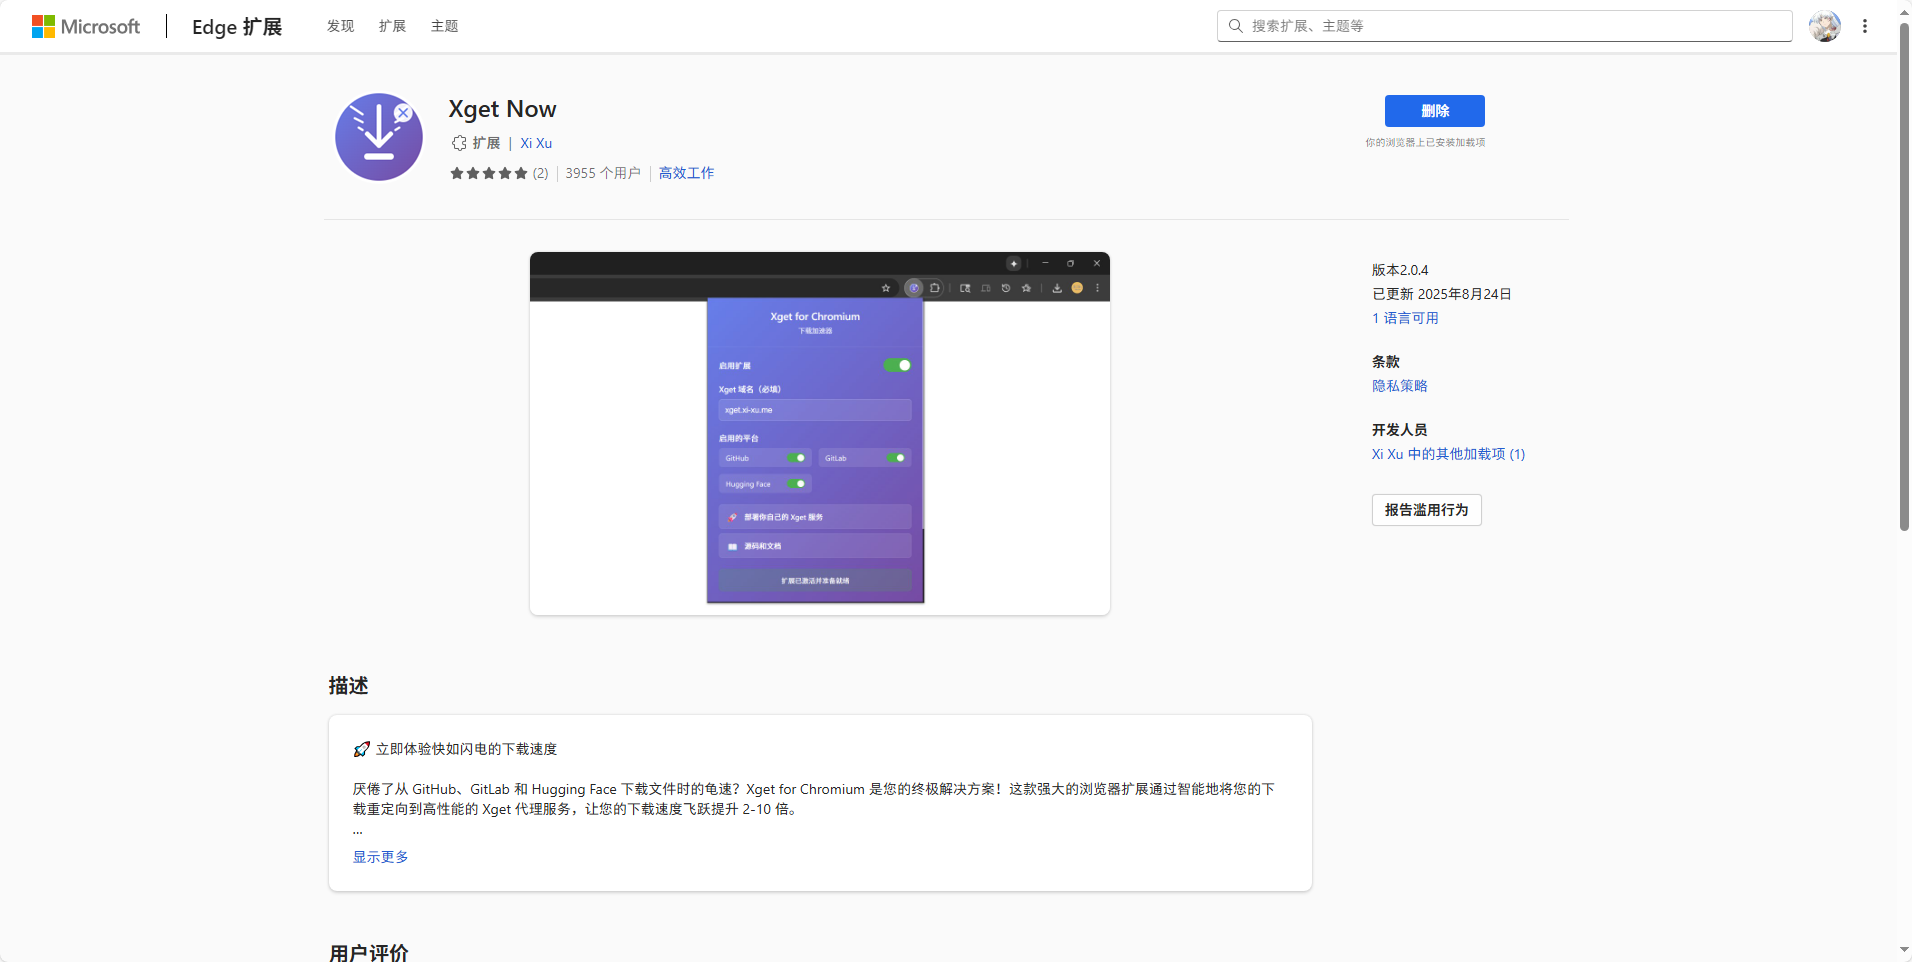 Microsoft
Edge 扩展
发现
扩展
主题
搜索扩展、主题等
Xget Now
扩展 | Xi Xu
(2) 3955 个用户 高效工作
删除
你的浏览器上已安装加载项
Xget for Chromium
下载加速器
启用扩展
Xget 域名（必填）
xget.xi-xu.me
启用的平台
GitHub
GitLab
Hugging Face
部署你自己的 Xget 服务
源码和文档
扩展已激活并准备就绪
版本2.0.4
已更新 2025年8月24日
1 语言可用
条款
隐私策略
开发人员
Xi Xu 中的其他加载项 (1)
报告滥用行为
描述
🚀 立即体验快如闪电的下载速度
厌倦了从 GitHub、GitLab 和 Hugging Face 下载文件时的龟速？Xget for Chromium 是您的终极解决方案！这款强大的浏览器扩展通过智能地将您的下
载重定向到高性能的 Xget 代理服务，让您的下载速度飞跃提升 2-10 倍。
...
显示更多
用户评价